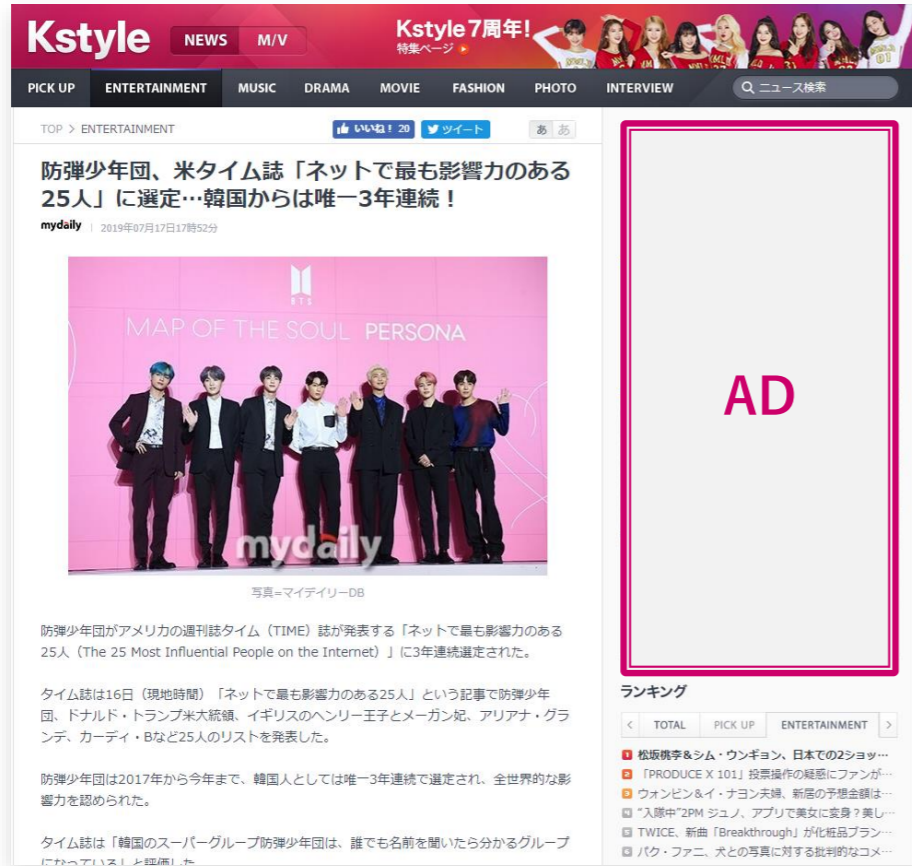 Kstyle NEWS M/V
Kstyle 7周年!
特集ページ
PICK UP ENTERTAINMENT MUSIC DRAMA MOVIE FASHION PHOTO INTERVIEW ニュース検索
TOP > ENTERTAINMENT いいね! 20 ツイート あ あ
防弾少年団、米タイム誌「ネットで最も影響力のある
25人」に選定…韓国からは唯一3年連続！
mydaily | 2019年07月17日17時52分
BTS
MAP OF THE SOUL PERSONA
mydaily
写真=マイデイリーDB
防弾少年団がアメリカの週刊誌タイム（TIME）誌が発表する「ネットで最も影響力のある
25人（The 25 Most Influential People on the Internet）」に3年連続選定された。
タイム誌は16日（現地時間）「ネットで最も影響力のある25人」という記事で防弾少年
団、ドナルド・トランプ米大統領、イギリスのヘンリー王子とメーガン妃、アリアナ・グラ
ンデ、カーディ・Bなど25人のリストを発表した。
防弾少年団は2017年から今年まで、韓国人としては唯一3年連続で選定され、全世界的な影
響力を認められた。
タイム誌は「韓国のスーパーグループ防弾少年団は、誰でも名前を聞いたら分かるグループ
になっている」と評価した
AD
ランキング
< TOTAL PICK UP ENTERTAINMENT >
1 松坂桃李＆シム・ウンギョン、日本での2ショッ…
2 「PRODUCE X 101」投票操作の疑惑にファンが…
3 ウォンビン＆イ・ナヨン夫婦、新居の予想金額は…
4 "入隊中"2PM ジュノ、アプリで美女に変身？美し…
5 TWICE、新曲「Breakthrough」が化粧品ブラン…
6 パク・ファニ、犬との写真に対する批判的なコメ…